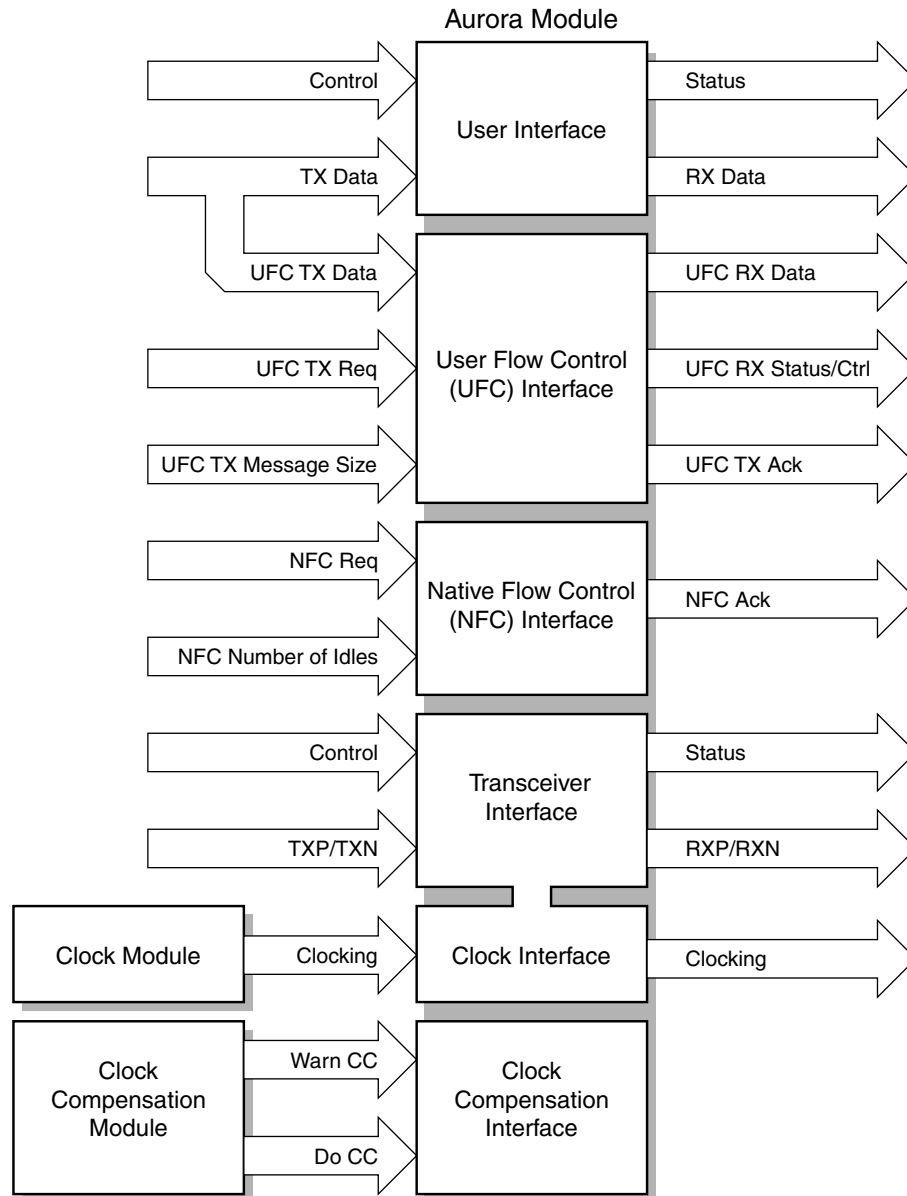 Aurora Module
Control
User Interface
Status
TX Data
RX Data
UFC TX Data
UFC RX Data
UFC TX Req
User Flow Control
(UFC) Interface
UFC RX Status/Ctrl
UFC TX Message Size
UFC TX Ack
NFC Req
Native Flow Control
(NFC) Interface
NFC Ack
NFC Number of Idles
Control
Transceiver
Interface
Status
TXP/TXN
RXP/RXN
Clock Module
Clocking
Clock Interface
Clocking
Clock
Compensation
Module
Warn CC
Do CC
Clock
Compensation
Interface